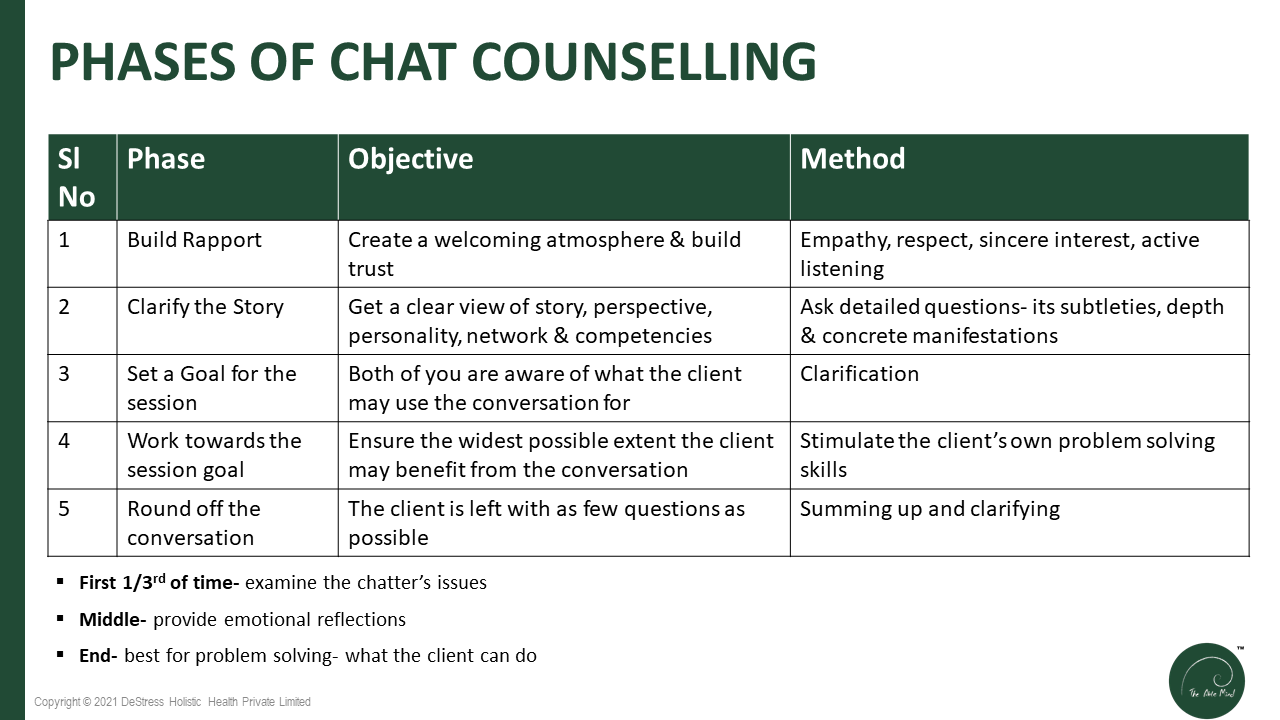 PHASES OF CHAT COUNSELLING
Sl No
Phase
Objective
Method
1
Build Rapport
Create a welcoming atmosphere & build
trust
Empathy, respect, sincere interest, active
listening
2
Clarify the Story
Get a clear view of story, perspective,
personality, network & competencies
Ask detailed questions- its subtleties, depth
& concrete manifestations
3
Set a Goal for the
session
Both of you are aware of what the client
may use the conversation for
Clarification
4
Work towards the
session goal
Ensure the widest possible extent the client
may benefit from the conversation
Stimulate the client’s own problem solving
skills
5
Round off the
conversation
The client is left with as few questions as
possible
Summing up and clarifying
▪ First 1/3rd of time- examine the chatter’s issues
▪ Middle- provide emotional reflections
▪ End- best for problem solving- what the client can do
The Able Mind
™
Copyright © 2021 DeStress Holistic Health Private Limited